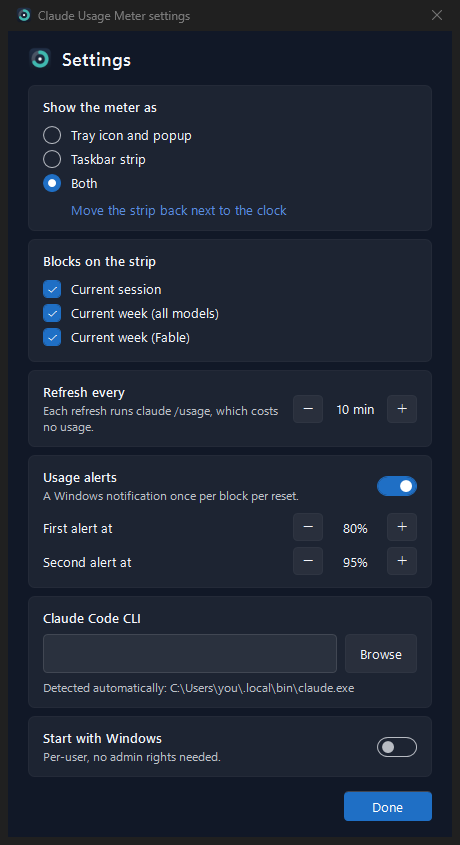 Claude Usage Meter settings
Settings
Show the meter as
Tray icon and popup
Taskbar strip
Both
Move the strip back next to the clock
Blocks on the strip
Current session
Current week (all models)
Current week (Fable)
Refresh every
Each refresh runs claude /usage, which costs
no usage.
− 10 min +
Usage alerts
A Windows notification once per block per reset.
First alert at − 80% +
Second alert at − 95% +
Claude Code CLI
Browse
Detected automatically: C:\Users\you\.local\bin\claude.exe
Start with Windows
Per-user, no admin rights needed.
Done